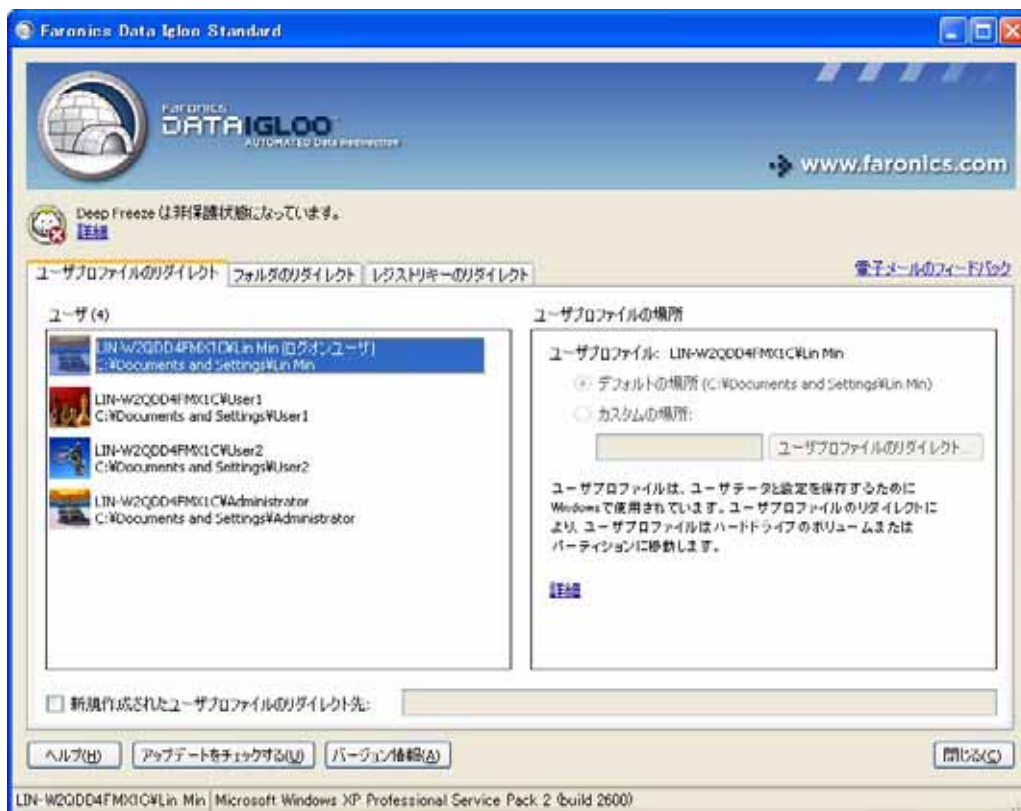 Faronics Data Igloo Standard
FARONICS
DATAIGLOO
AUTOMATED Data Redirection
www.faronics.com
Deep Freeze は非保護状態になっています。
詳細
ユーザプロファイルのリダイレクト
フォルダのリダイレクト
レジストリキーのリダイレクト
電子メールのフィードバック
ユーザ (4)
LIN-W2QDD4FMX1C¥Lin Min (ログオンユーザ)
C:¥Documents and Settings¥Lin Min
LIN-W2QDD4FMX1C¥User1
C:¥Documents and Settings¥User1
LIN-W2QDD4FMX1C¥User2
C:¥Documents and Settings¥User2
LIN-W2QDD4FMX1C¥Administrator
C:¥Documents and Settings¥Administrator
ユーザプロファイルの場所
ユーザプロファイル: LIN-W2QDD4FMX1C¥Lin Min
デフォルトの場所 (C:¥Documents and Settings¥Lin Min)
カスタムの場所:
ユーザプロファイルのリダイレクト...
ユーザプロファイルは、ユーザデータと設定を保存するために
Windowsで使用されています。ユーザプロファイルのリダイレクトに
より、ユーザプロファイルはハードドライブのボリュームまたは
パーティションに移動します。
詳細
新規作成されたユーザプロファイルのリダイレクト先:
ヘルプ(H)
アップデートをチェックする(U)
バージョン情報(A)
閉じる(C)
LIN-W2QDD4FMX1C¥Lin Min
Microsoft Windows XP Professional Service Pack 2 (build 2600)